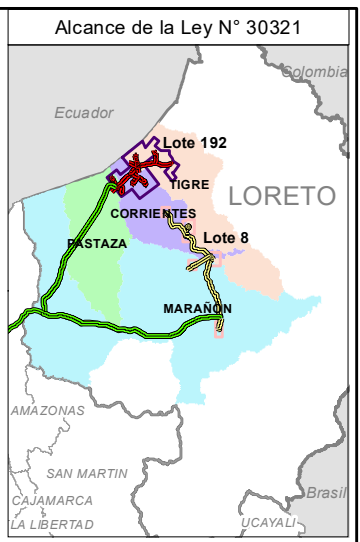 Alcance de la Ley N° 30321
Colombia
Ecuador
Lote 192
TIGRE
LORETO
CORRIENTES
Lote 8
PASTAZA
MARAÑON
AMAZONAS
SAN MARTIN
Brasil
CAJAMARCA
LA LIBERTAD
UCAYALI